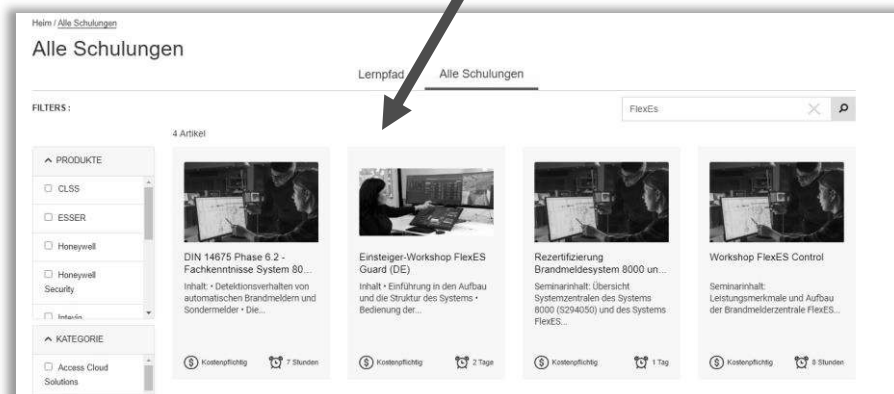 Heim / Alle Schulungen
Alle Schulungen
Lernpfad
Alle Schulungen
FILTERS :
FlexEs
4 Artikel
PRODUKTE
CLSS
ESSER
Honeywell
Honeywell
Security
KATEGORIE
Access Cloud
Solutions
DIN 14675 Phase 6.2 -
Fachkenntnisse System 80...
Inhalt: • Detektionsverhalten von
automatischen Brandmeldern und
Sondermelder • Die...
Kostenpflichtig
7 Stunden
Einsteiger-Workshop FlexES
Guard (DE)
Inhalt • Einführung in den Aufbau
und die Struktur des Systems •
Bedienung der...
Kostenpflichtig
2 Tage
Rezertifizierung
Brandmeldesystem 8000 un...
Seminarinhalt: Übersicht
Systemzentralen des Systems
8000 (S294050) und des Systems
FlexES...
Kostenpflichtig
1 Tag
Workshop FlexES Control
Seminarinhalt:
Leistungsmerkmale und Aufbau
der Brandmelderzentrale FlexES...
Kostenpflichtig
8 Stunden